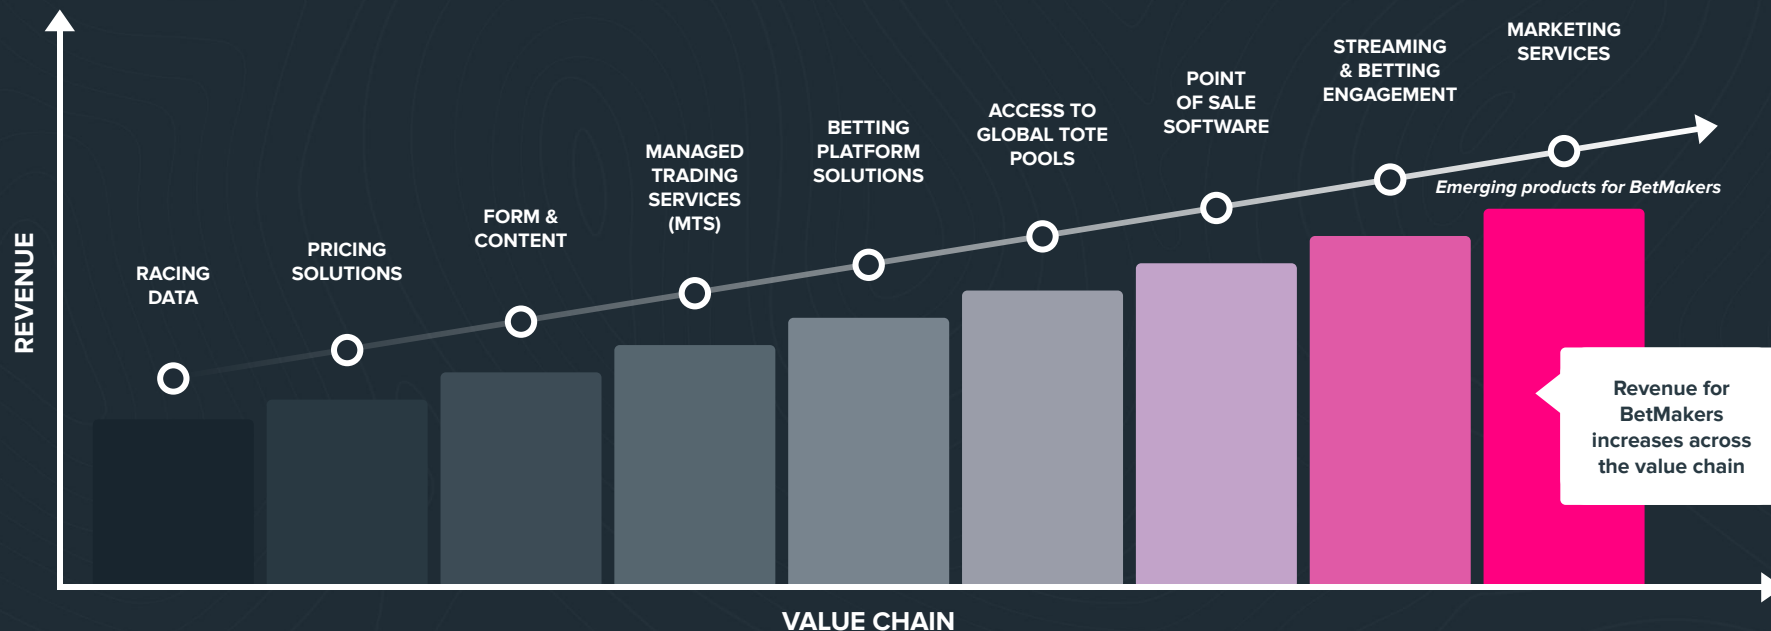 REVENUE
RACING
DATA
PRICING
SOLUTIONS
FORM &
CONTENT
MANAGED
TRADING
SERVICES
(MTS)
BETTING
PLATFORM
SOLUTIONS
ACCESS TO
GLOBAL TOTE
POOLS
POINT
OF SALE
SOFTWARE
STREAMING
& BETTING
ENGAGEMENT
MARKETING
SERVICES
Emerging products for BetMakers
Revenue for
BetMakers
increases across
the value chain
VALUE CHAIN